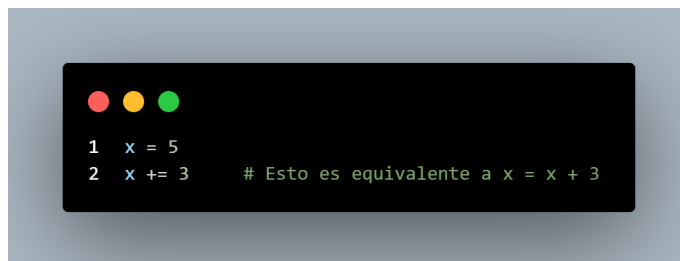 1 x = 5
2 x += 3 # Esto es equivalente a x = x + 3